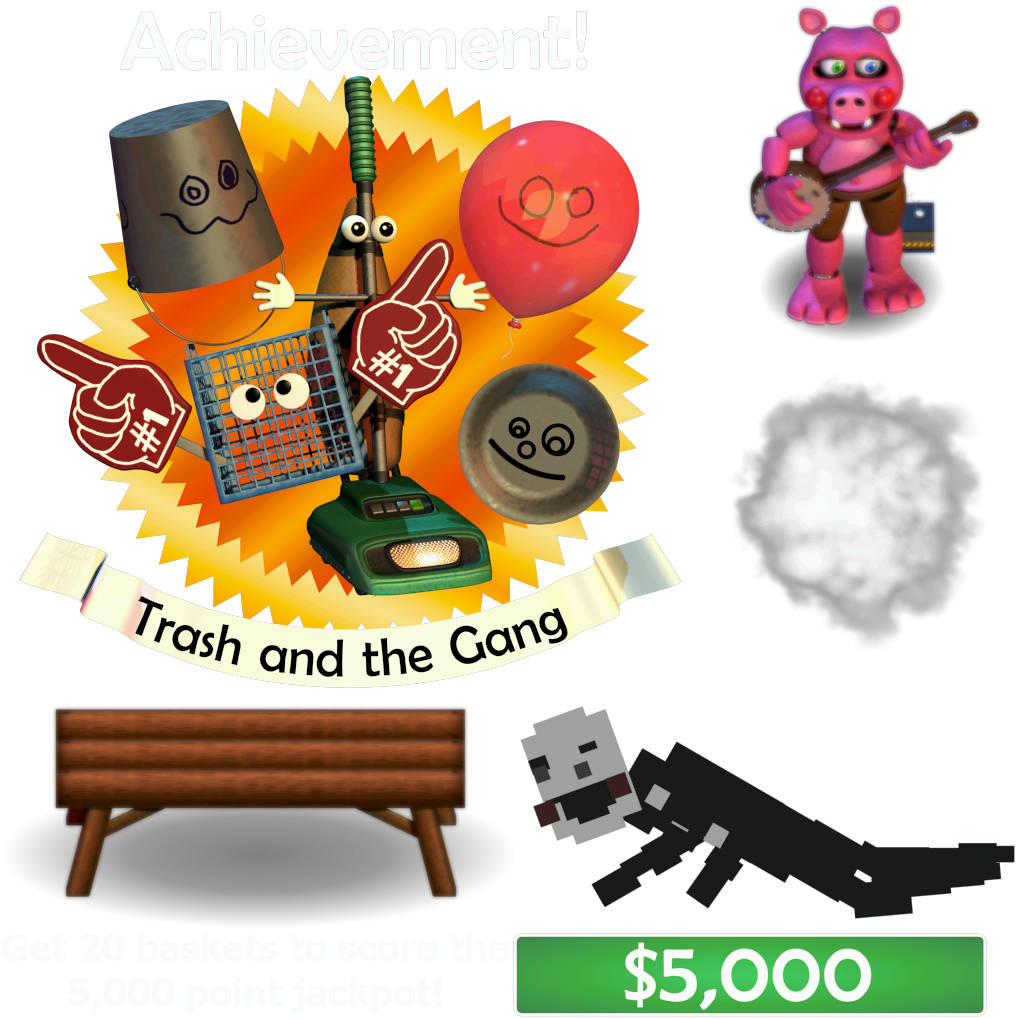 Achievement!
#1
#1
Trash and the Gang
Get 20 baskets to score the
5,000 point jackpot!
$5,000